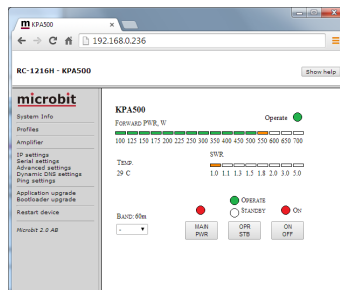 KPA500
192.168.0.236
RC-1216H - KPA500
Show help
microbit
System Info
Profiles
Amplifier
IP settings
Serial settings
Advanced settings
Dynamic DNS settings
Ping settings
Application upgrade
Bootloader upgrade
Restart device
Microbit 2.0 AB
KPA500
Operate
FORWARD PWR, W
100 125 150 175 200 225 250 300 350 400 450 500 550 600 650 700
SWR
TEMP.
29 C
1.0 1.1 1.3 1.5 1.8 2.0 3.0 5.0
OPERATE
STANDBY
ON
BAND: 60m
-
MAIN PWR
OPR STB
ON OFF